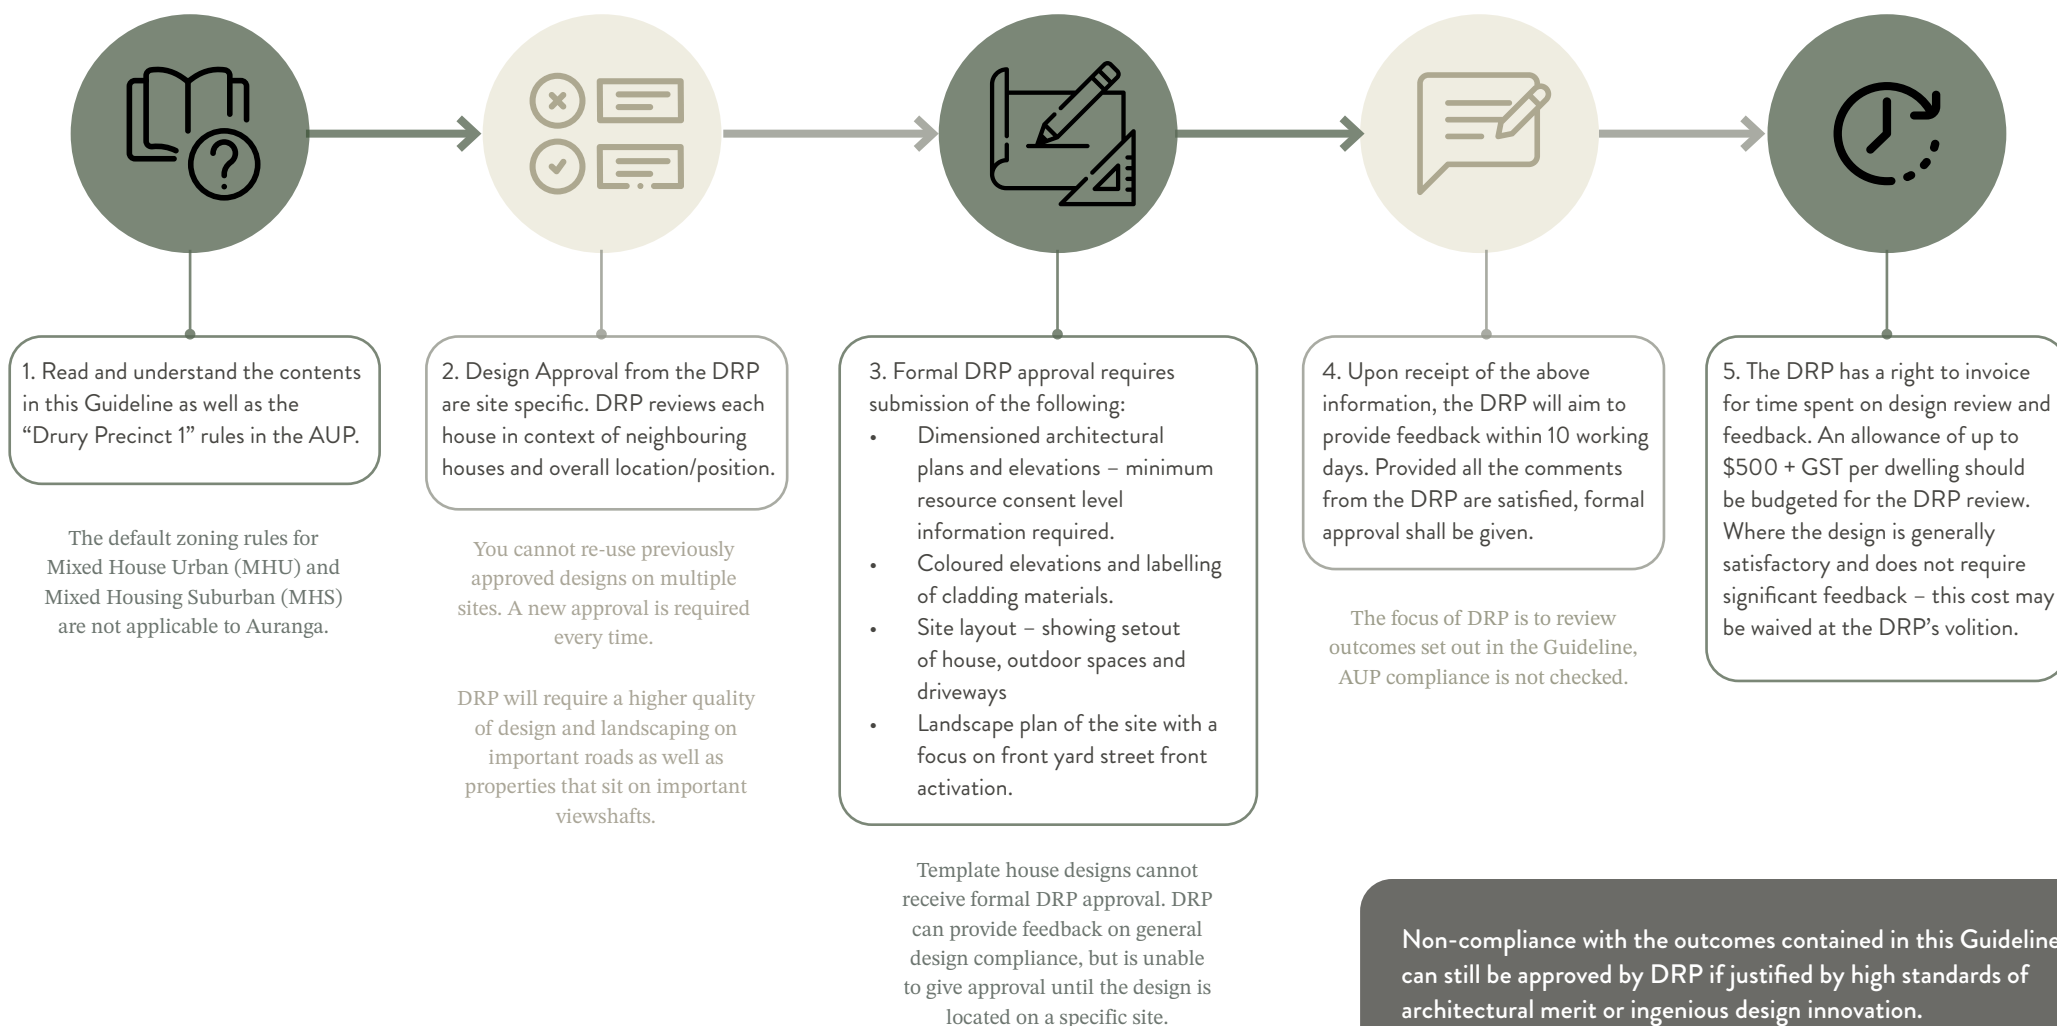 1. Read and understand the contents
in this Guideline as well as the
“Drury Precinct 1” rules in the AUP.
The default zoning rules for
Mixed House Urban (MHU) and
Mixed Housing Suburban (MHS)
are not applicable to Auranga.
2. Design Approval from the DRP
are site specific. DRP reviews each
house in context of neighbouring
houses and overall location/position.
You cannot re-use previously
approved designs on multiple
sites. A new approval is required
every time.
DRP will require a higher quality
of design and landscaping on
important roads as well as
properties that sit on important
viewshafts.
3. Formal DRP approval requires
submission of the following:
• Dimensioned architectural
plans and elevations – minimum
resource consent level
information required.
• Coloured elevations and labelling
of cladding materials.
• Site layout – showing setout
of house, outdoor spaces and
driveways
• Landscape plan of the site with a
focus on front yard street front
activation.
Template house designs cannot
receive formal DRP approval. DRP
can provide feedback on general
design compliance, but is unable
to give approval until the design is
located on a specific site.
4. Upon receipt of the above
information, the DRP will aim to
provide feedback within 10 working
days. Provided all the comments
from the DRP are satisfied, formal
approval shall be given.
The focus of DRP is to review
outcomes set out in the Guideline,
AUP compliance is not checked.
5. The DRP has a right to invoice
for time spent on design review and
feedback. An allowance of up to
$500 + GST per dwelling should
be budgeted for the DRP review.
Where the design is generally
satisfactory and does not require
significant feedback – this cost may
be waived at the DRP’s volition.
Non-compliance with the outcomes contained in this Guideline
can still be approved by DRP if justified by high standards of
architectural merit or ingenious design innovation.